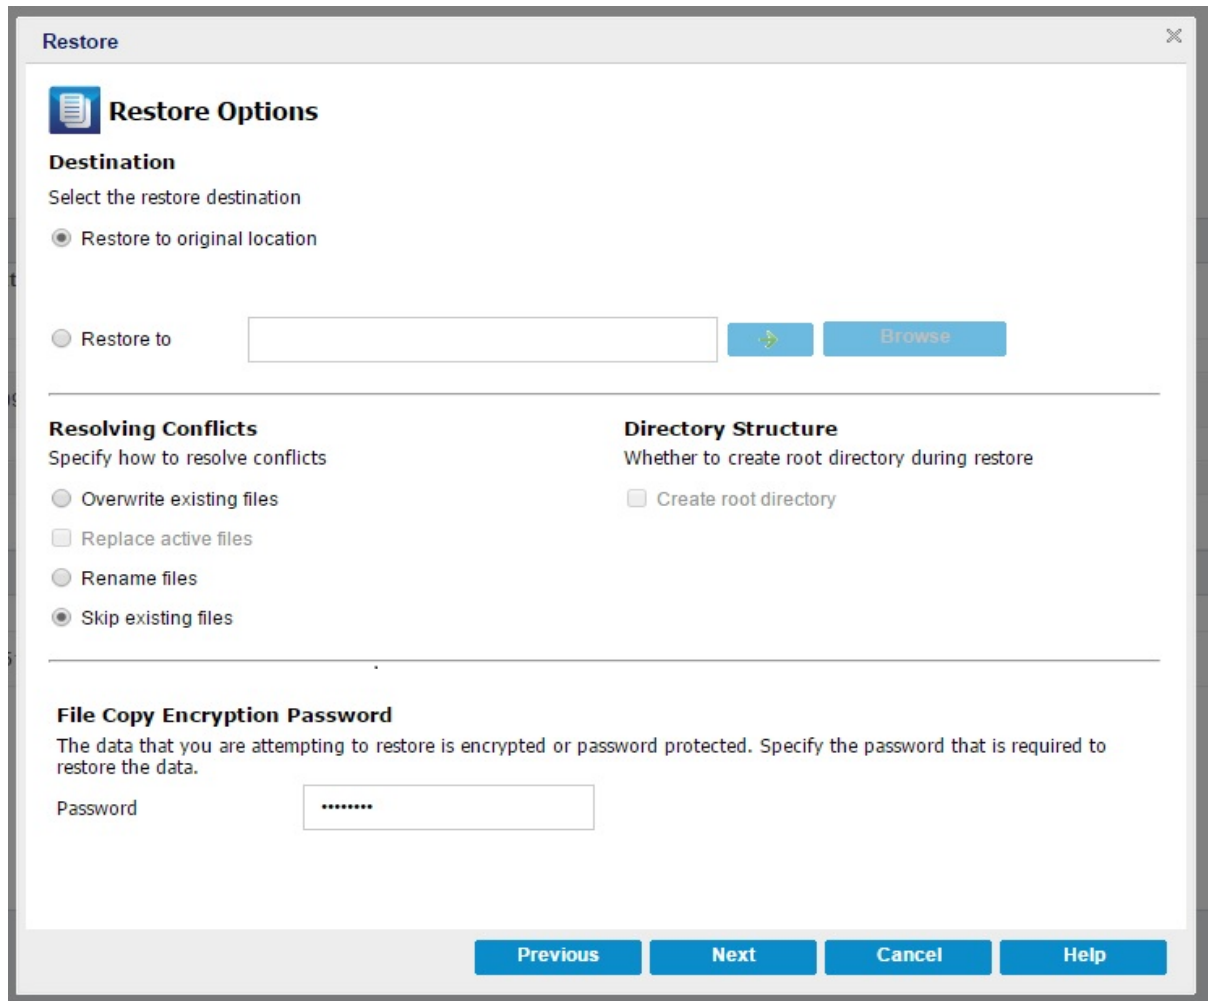 Restore
Restore Options
Destination
Select the restore destination
Restore to original location
Restore to
Browse
Resolving Conflicts
Specify how to resolve conflicts
Overwrite existing files
Replace active files
Rename files
Skip existing files
Directory Structure
Whether to create root directory during restore
Create root directory
File Copy Encryption Password
The data that you are attempting to restore is encrypted or password protected. Specify the password that is required to
restore the data.
Password ••••••••
Previous Next Cancel Help